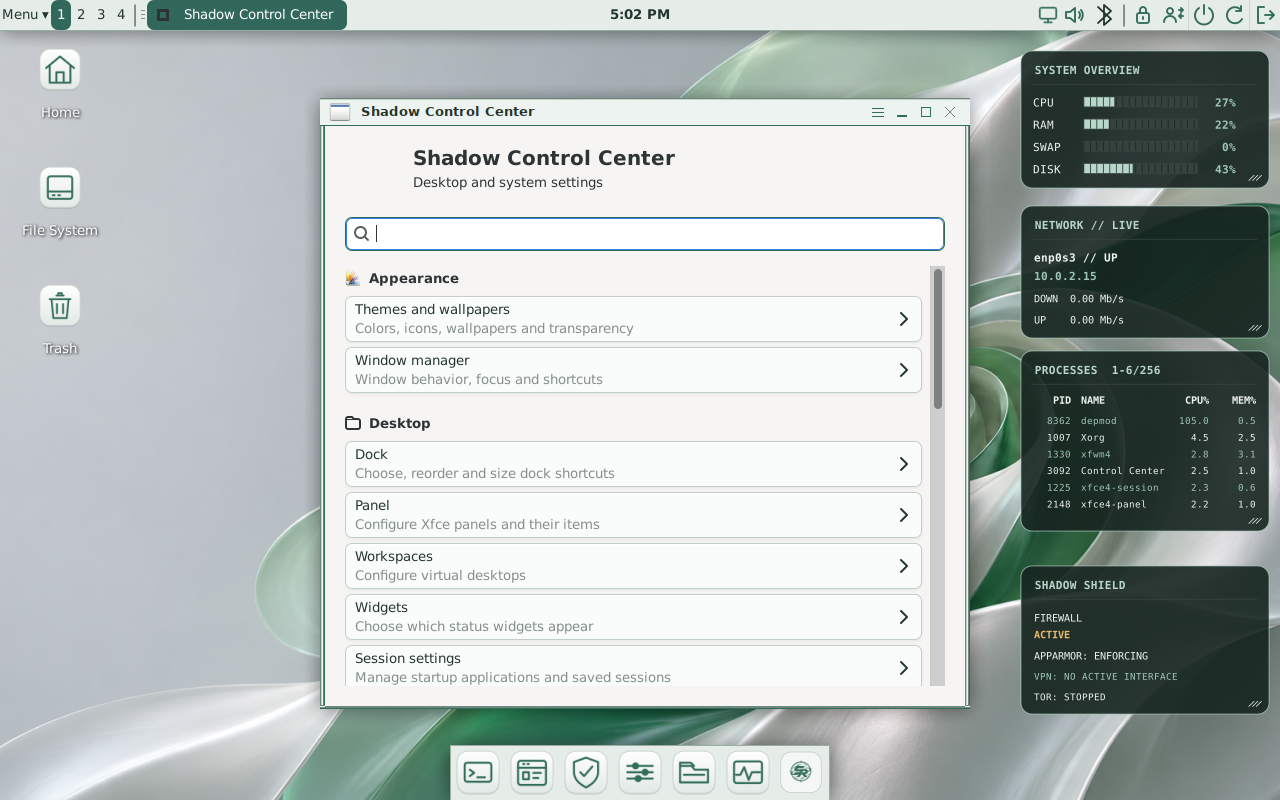 Menu ▾ 1 2 3 4 Shadow Control Center 5:02 PM
Home
File System
Trash
Shadow Control Center
Shadow Control Center
Desktop and system settings
Appearance
Themes and wallpapers
Colors, icons, wallpapers and transparency
Window manager
Window behavior, focus and shortcuts
Desktop
Dock
Choose, reorder and size dock shortcuts
Panel
Configure Xfce panels and their items
Workspaces
Configure virtual desktops
Widgets
Choose which status widgets appear
Session settings
Manage startup applications and saved sessions
SYSTEM OVERVIEW
CPU 27%
RAM 22%
SWAP 0%
DISK 43%
NETWORK // LIVE
enp0s3 // UP
10.0.2.15
DOWN 0.00 Mb/s
UP 0.00 Mb/s
PROCESSES 1-6/256
PID NAME CPU% MEM%
8362 depmod 105.0 0.5
1007 Xorg 4.5 2.5
1330 xfwm4 2.8 3.1
3092 Control Center 2.5 1.0
1225 xfce4-session 2.3 0.6
2148 xfce4-panel 2.2 1.0
SHADOW SHIELD
FIREWALL
ACTIVE
APPARMOR: ENFORCING
VPN: NO ACTIVE INTERFACE
TOR: STOPPED